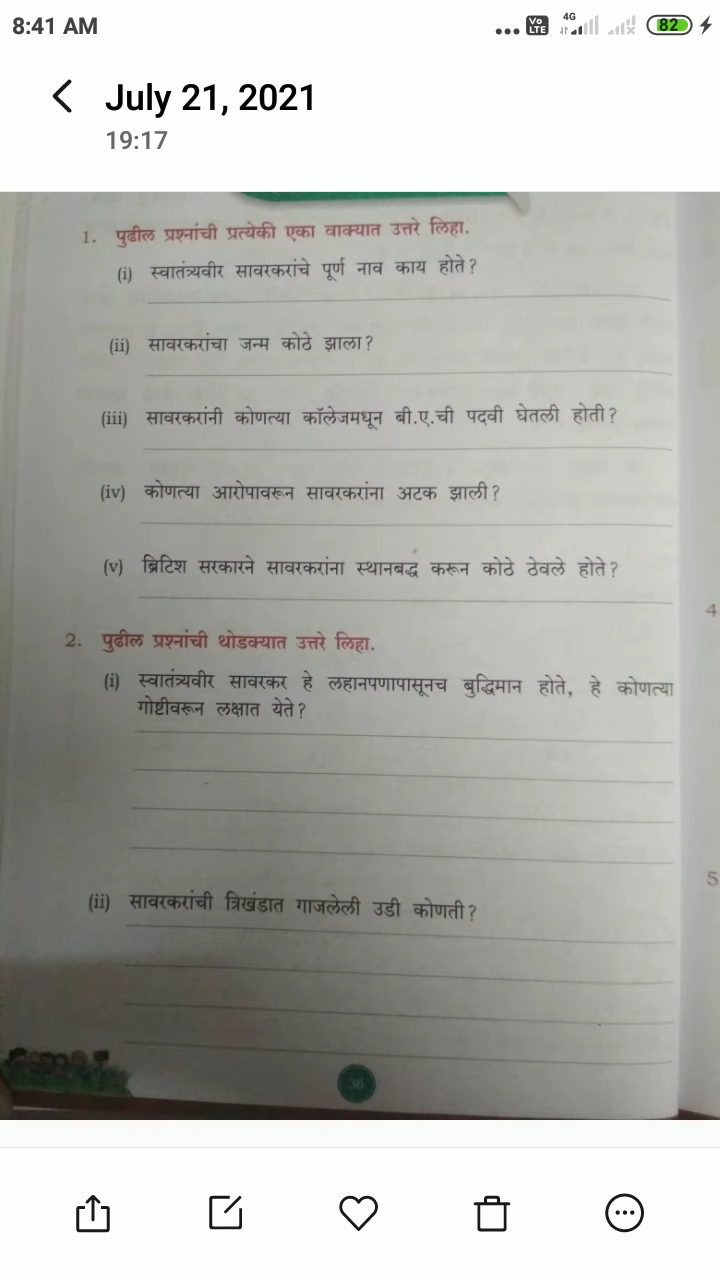 8:41 AM
Vo LTE 4G 82
July 21, 2021
19:17
1. पुढील प्रश्नांची प्रत्येकी एका वाक्यात उत्तरे लिहा.
(i) स्वातंत्र्यवीर सावरकरांचे पूर्ण नाव काय होते?
(ii) सावरकरांचा जन्म कोठे झाला?
(iii) सावरकरांनी कोणत्या कॉलेजमधून बी.ए.ची पदवी घेतली होती?
(iv) कोणत्या आरोपावरून सावरकरांना अटक झाली?
(v) ब्रिटिश सरकारने सावरकरांना स्थानबद्ध करून कोठे ठेवले होते?
4
2. पुढील प्रश्नांची थोडक्यात उत्तरे लिहा.
(i) स्वातंत्र्यवीर सावरकर हे लहानपणापासूनच बुद्धिमान होते, हे कोणत्या
गोष्टीवरून लक्षात येते?
5
(ii) सावरकरांची त्रिखंडात गाजलेली उडी कोणती?
36